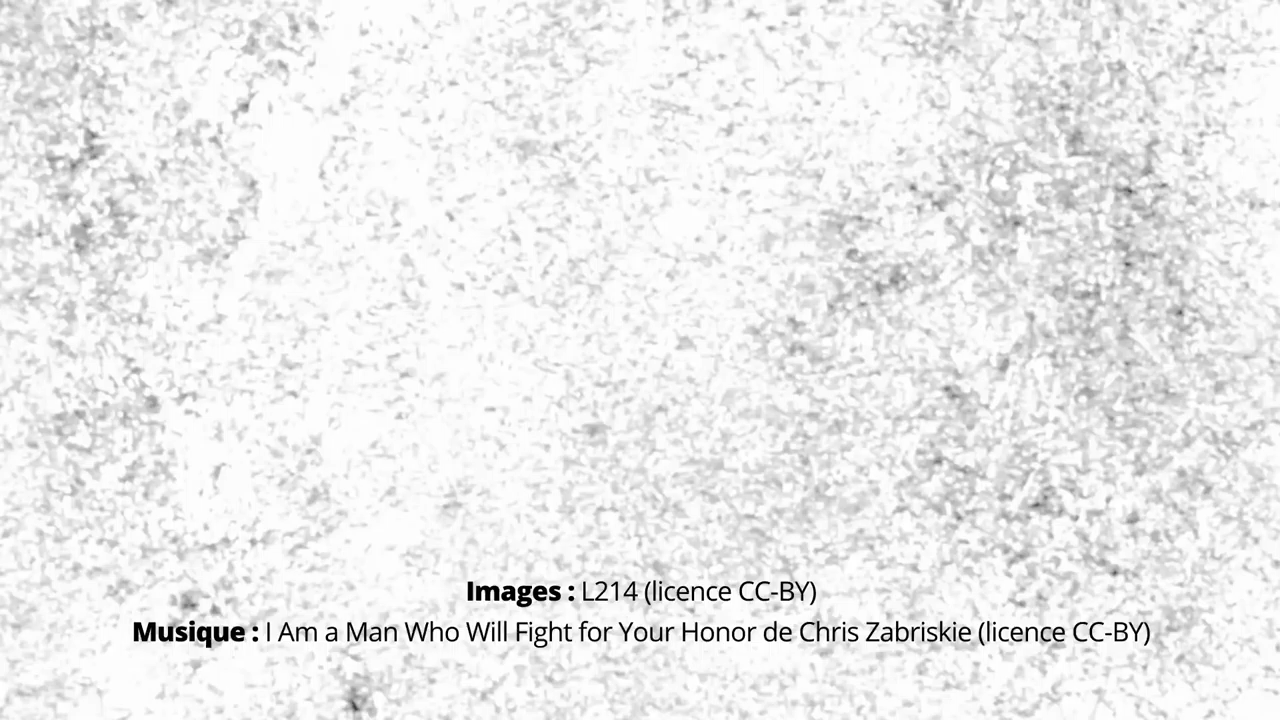 Images : L214 (licence CC-BY)
Musique : I Am a Man Who Will Fight for Your Honor de Chris Zabriskie (licence CC-BY)